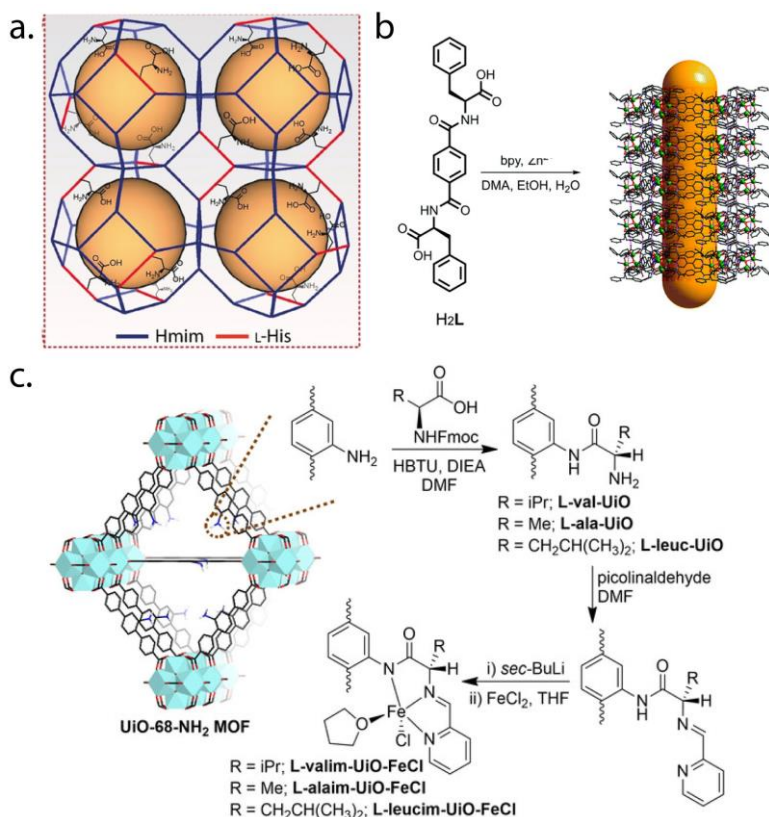 a.
Hmim L-His
b
OH
O
NH
O
O
NH
O
OH
H₂L
bpy,
DMA, EtOH, H₂O
c.
UiO-68-NH₂ MOF
NH₂
O
R
OH
NHFmoc
HBTU, DIEA
DMF
O
R
N
H
H
NH₂
R = iPr; L-val-UiO
R = Me; L-ala-UiO
R = CH₂CH(CH₃)₂; L-leuc-UiO
picolinaldehyde
DMF
O
R
N
H
H
N
N
i) sec-BuLi
ii) FeCl₂, THF
O
R
H
N
N
Fe
O
Cl
N
R = iPr; L-valim-UiO-FeCl
R = Me; L-alaim-UiO-FeCl
R = CH₂CH(CH₃)₂; L-leucim-UiO-FeCl